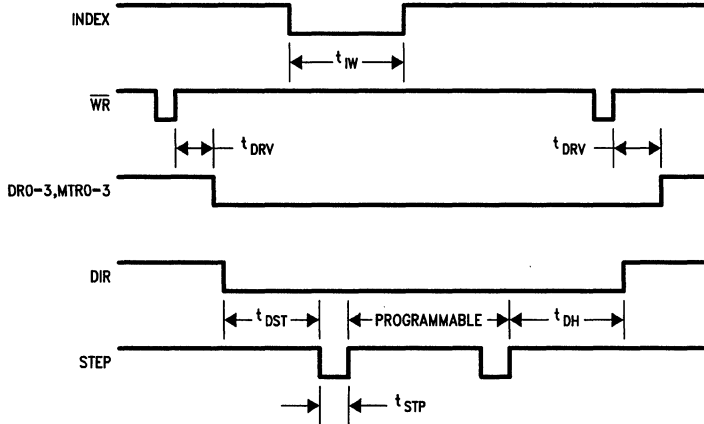 INDEX
t IW
WR
t DRV
t DRV
DR0-3,MTR0-3
DIR
t DST
PROGRAMMABLE
t DH
STEP
t STP